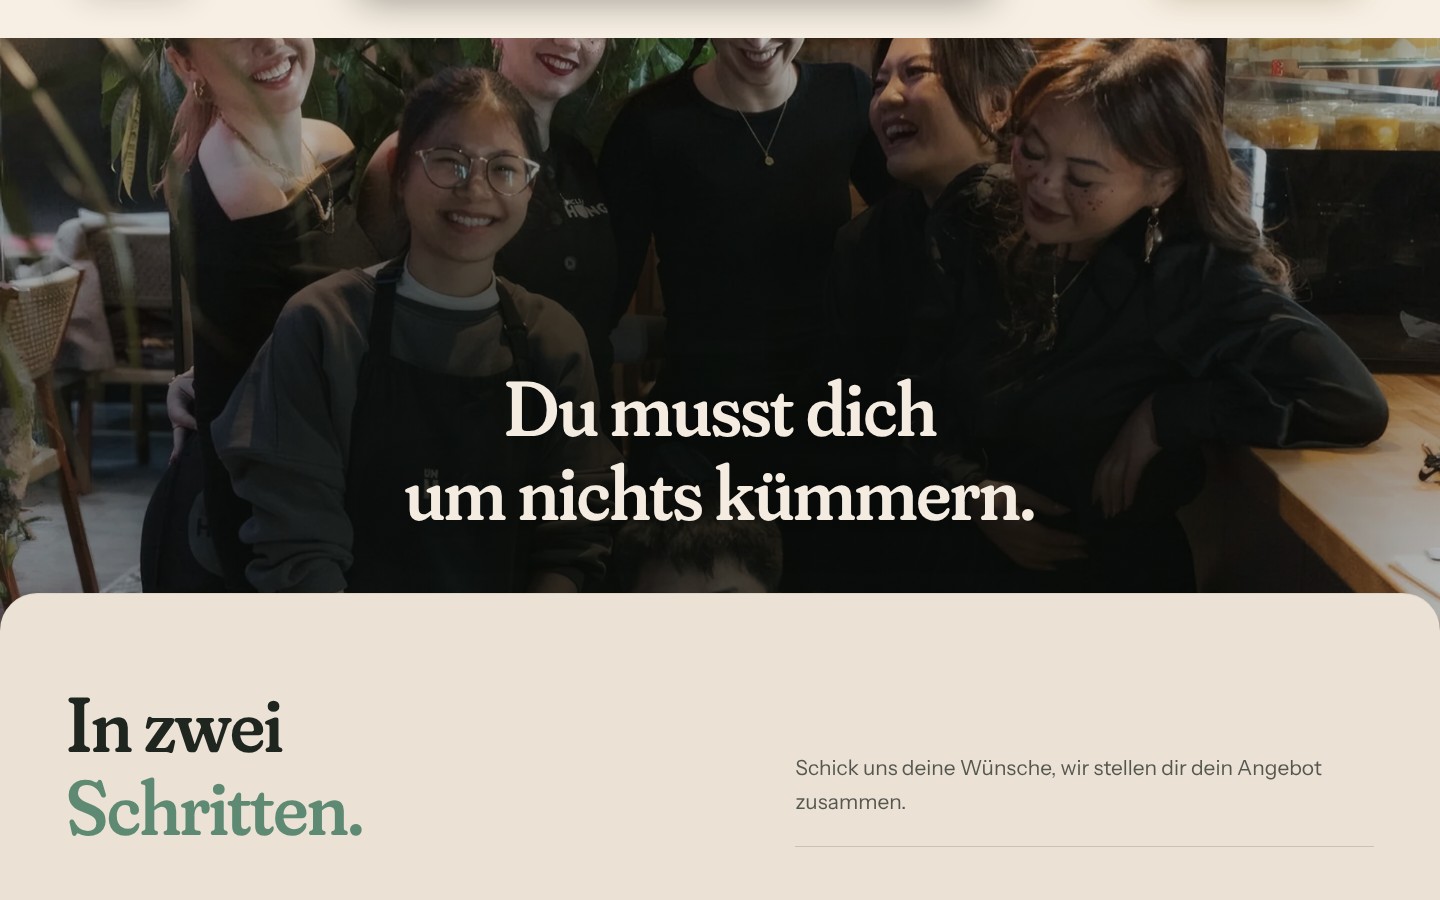 HUNG
Du musst dich
um nichts kümmern.
In zwei
Schritten.
Schick uns deine Wünsche, wir stellen dir dein Angebot
zusammen.